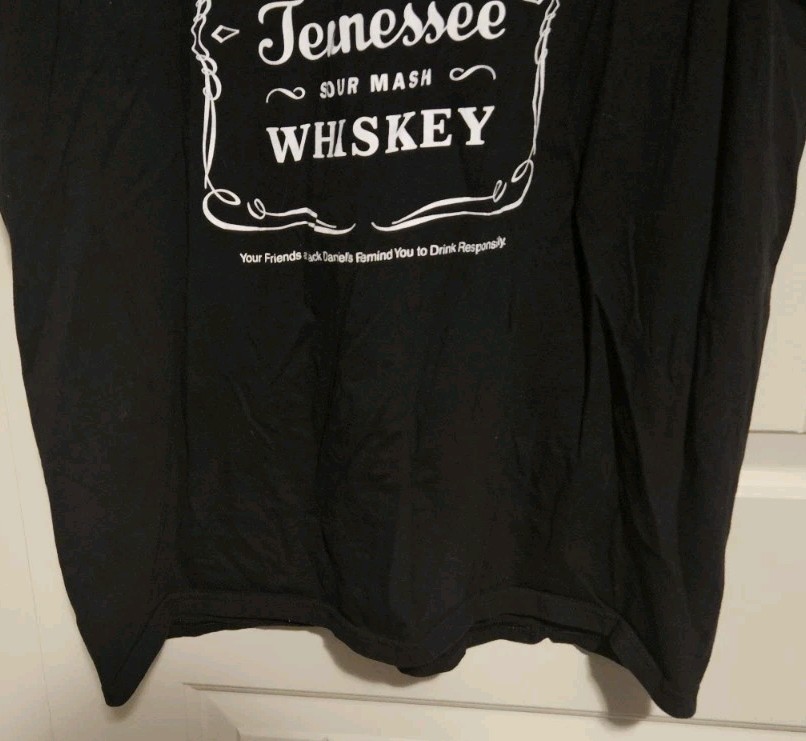 Tennessee
SOUR MASH
WHISKEY
Your Friends at Jack Daniel's Remind You to Drink Responsibly.